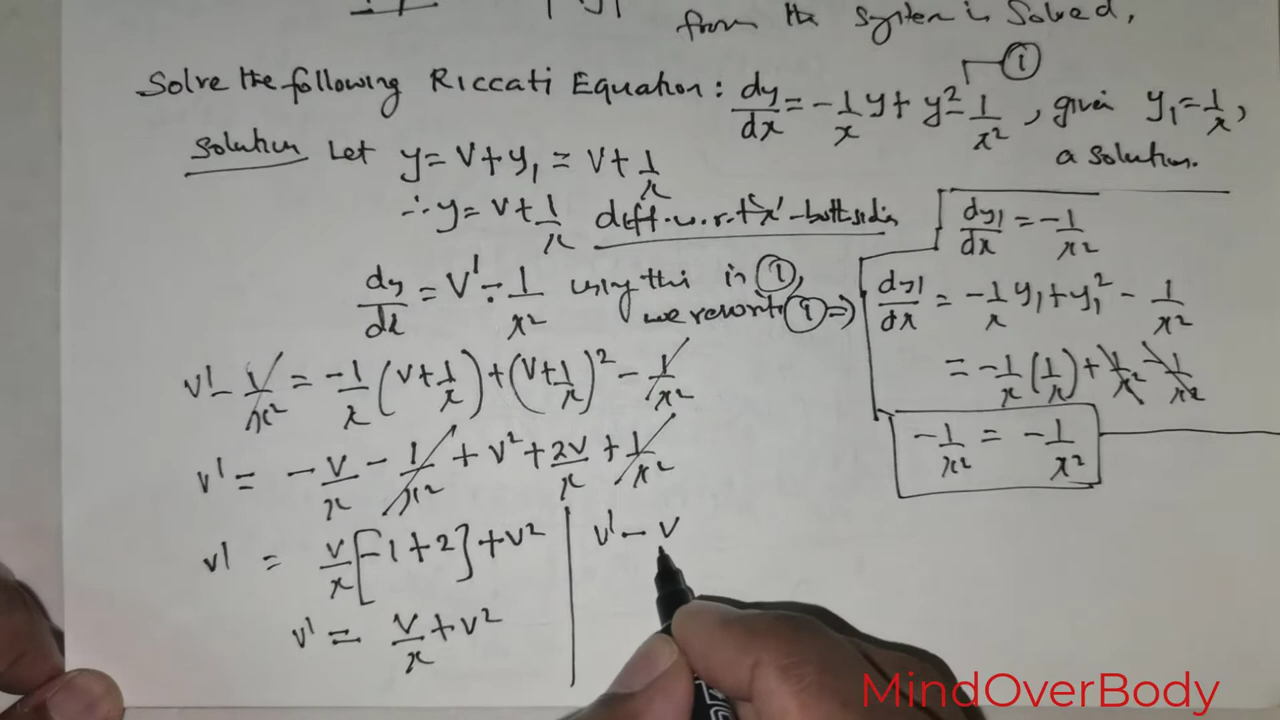 from the system is Solved,
①
Solve the following Riccati Equation: dy/dx = -1/x y + y² - 1/x², given y₁ = 1/x,
a solution.
Solution Let y = v + y₁ = v + 1/x
∴ y = v + 1/x diff. w.r.t 'x' - both sides
dy/dx = v' - 1/x² using this in ①,
we rewrite ① ⇒
v' - 1/x² = -1/x (v + 1/x) + (v + 1/x)² - 1/x²
v' = - v/x - 1/x² + v² + 2v/x + 1/x²
v' = v/x [-1 + 2] + v²
v' = v/x + v²
v' - v
dy₁/dx = -1/x²
dy₁/dx = -1/x y₁ + y₁² - 1/x²
= -1/x (1/x) + 1/x² - 1/x²
-1/x² = -1/x²
MindOverBody